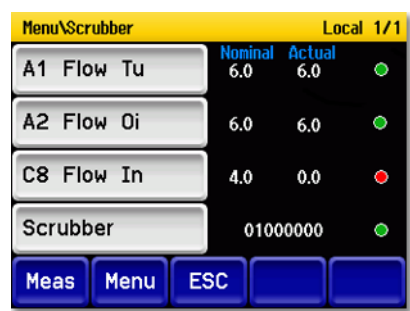 Menu\Scrubber Local 1/1
Nominal Actual
A1 Flow Tu 6.0 6.0
A2 Flow Oi 6.0 6.0
C8 Flow In 4.0 0.0
Scrubber 01000000
Meas Menu ESC